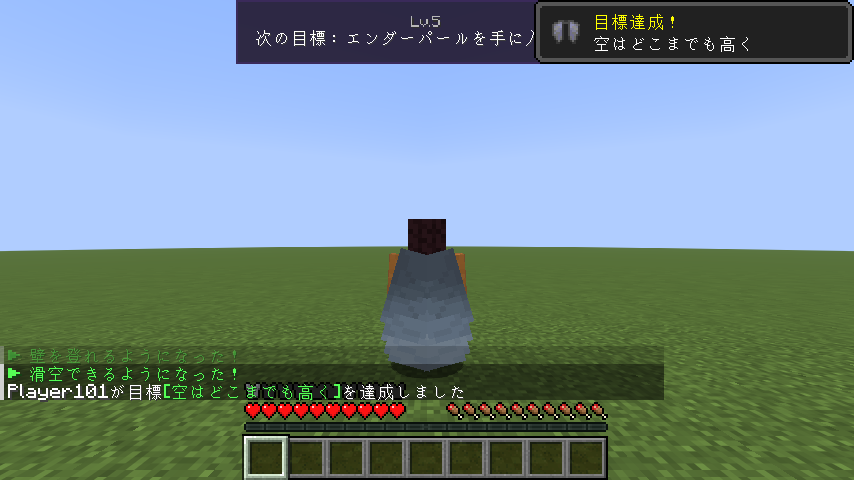 Lv.5
次の目標：エンダーパールを手に入
目標達成！
空はどこまでも高く
► 壁を登れるようになった！
► 滑空できるようになった！
Player101が目標[空はどこまでも高く]を達成しました